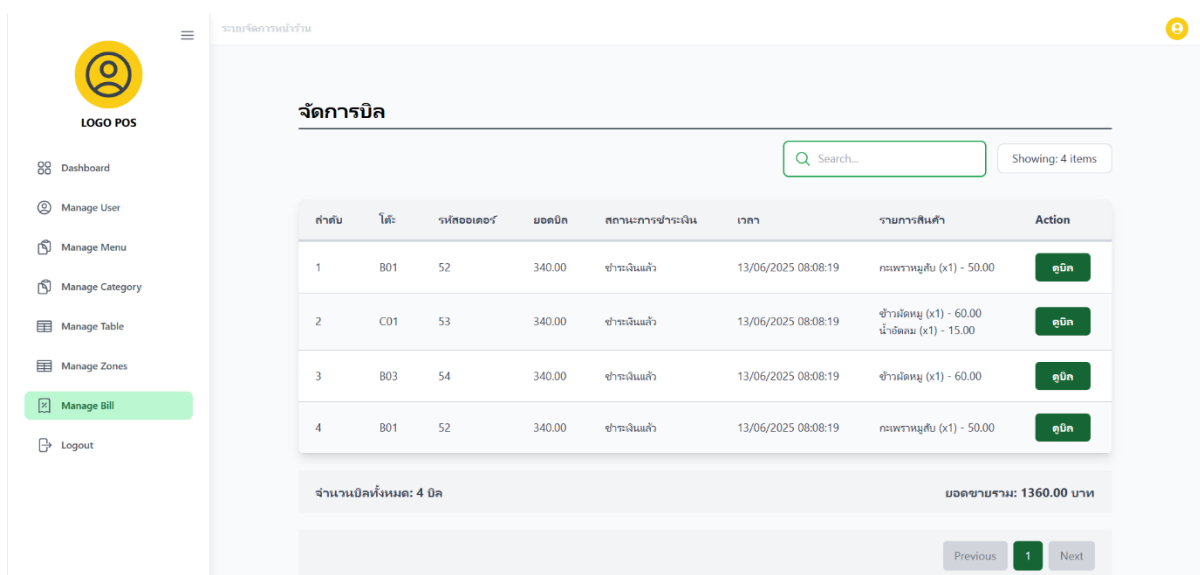 ระบบจัดการหน้าร้าน
LOGO POS
Dashboard
Manage User
Manage Menu
Manage Category
Manage Table
Manage Zones
Manage Bill
Logout
จัดการบิล
Search...
Showing: 4 items
ลำดับ โต๊ะ รหัสออเดอร์ ยอดบิล สถานะการชำระเงิน เวลา รายการสินค้า Action
1 B01 52 340.00 ชำระเงินแล้ว 13/06/2025 08:08:19 กะเพราหมูสับ (x1) - 50.00 ดูบิล
2 C01 53 340.00 ชำระเงินแล้ว 13/06/2025 08:08:19 ข้าวผัดหมู (x1) - 60.00 ดูบิล
น้ำอัดลม (x1) - 15.00
3 B03 54 340.00 ชำระเงินแล้ว 13/06/2025 08:08:19 ข้าวผัดหมู (x1) - 60.00 ดูบิล
4 B01 52 340.00 ชำระเงินแล้ว 13/06/2025 08:08:19 กะเพราหมูสับ (x1) - 50.00 ดูบิล
จำนวนบิลทั้งหมด: 4 บิล ยอดขายรวม: 1360.00 บาท
Previous 1 Next